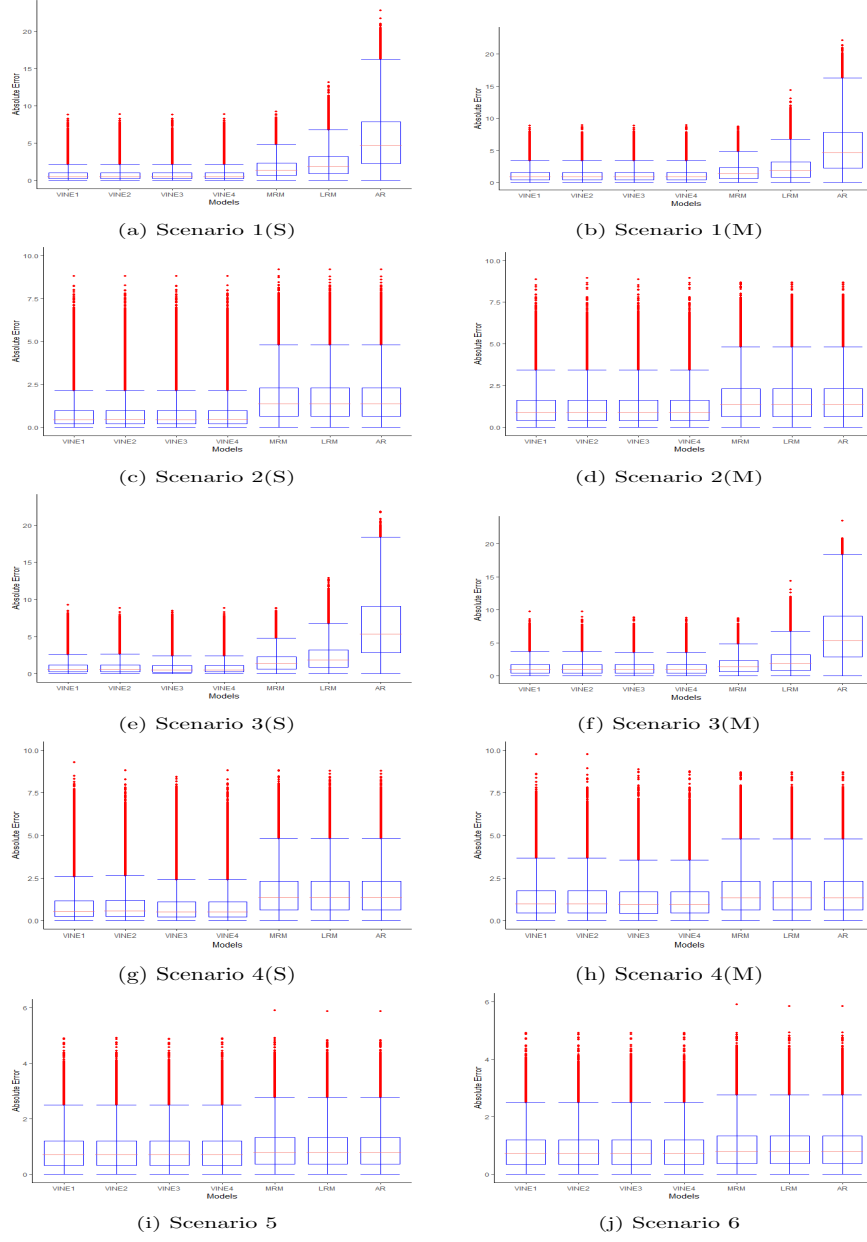 Absolute Error
20
15
10
5
0
VINE1 VINE2 VINE3 VINE4 MRM LRM AR
Models
(a) Scenario 1(S)
Absolute Error
20
15
10
5
0
VINE1 VINE2 VINE3 VINE4 MRM LRM AR
Models
(b) Scenario 1(M)
Absolute Error
10.0
7.5
5.0
2.5
0.0
VINE1 VINE2 VINE3 VINE4 MRM LRM AR
Models
(c) Scenario 2(S)
Absolute Error
10.0
7.5
5.0
2.5
0.0
VINE1 VINE2 VINE3 VINE4 MRM LRM AR
Models
(d) Scenario 2(M)
Absolute Error
20
15
10
5
0
VINE1 VINE2 VINE3 VINE4 MRM LRM AR
Models
(e) Scenario 3(S)
Absolute Error
20
15
10
5
0
VINE1 VINE2 VINE3 VINE4 MRM LRM AR
Models
(f) Scenario 3(M)
Absolute Error
10.0
7.5
5.0
2.5
0.0
VINE1 VINE2 VINE3 VINE4 MRM LRM AR
Models
(g) Scenario 4(S)
Absolute Error
10.0
7.5
5.0
2.5
0.0
VINE1 VINE2 VINE3 VINE4 MRM LRM AR
Models
(h) Scenario 4(M)
Absolute Error
6
4
2
0
VINE1 VINE2 VINE3 VINE4 MRM LRM AR
Models
(i) Scenario 5
Absolute Error
6
4
2
0
VINE1 VINE2 VINE3 VINE4 MRM LRM AR
Models
(j) Scenario 6